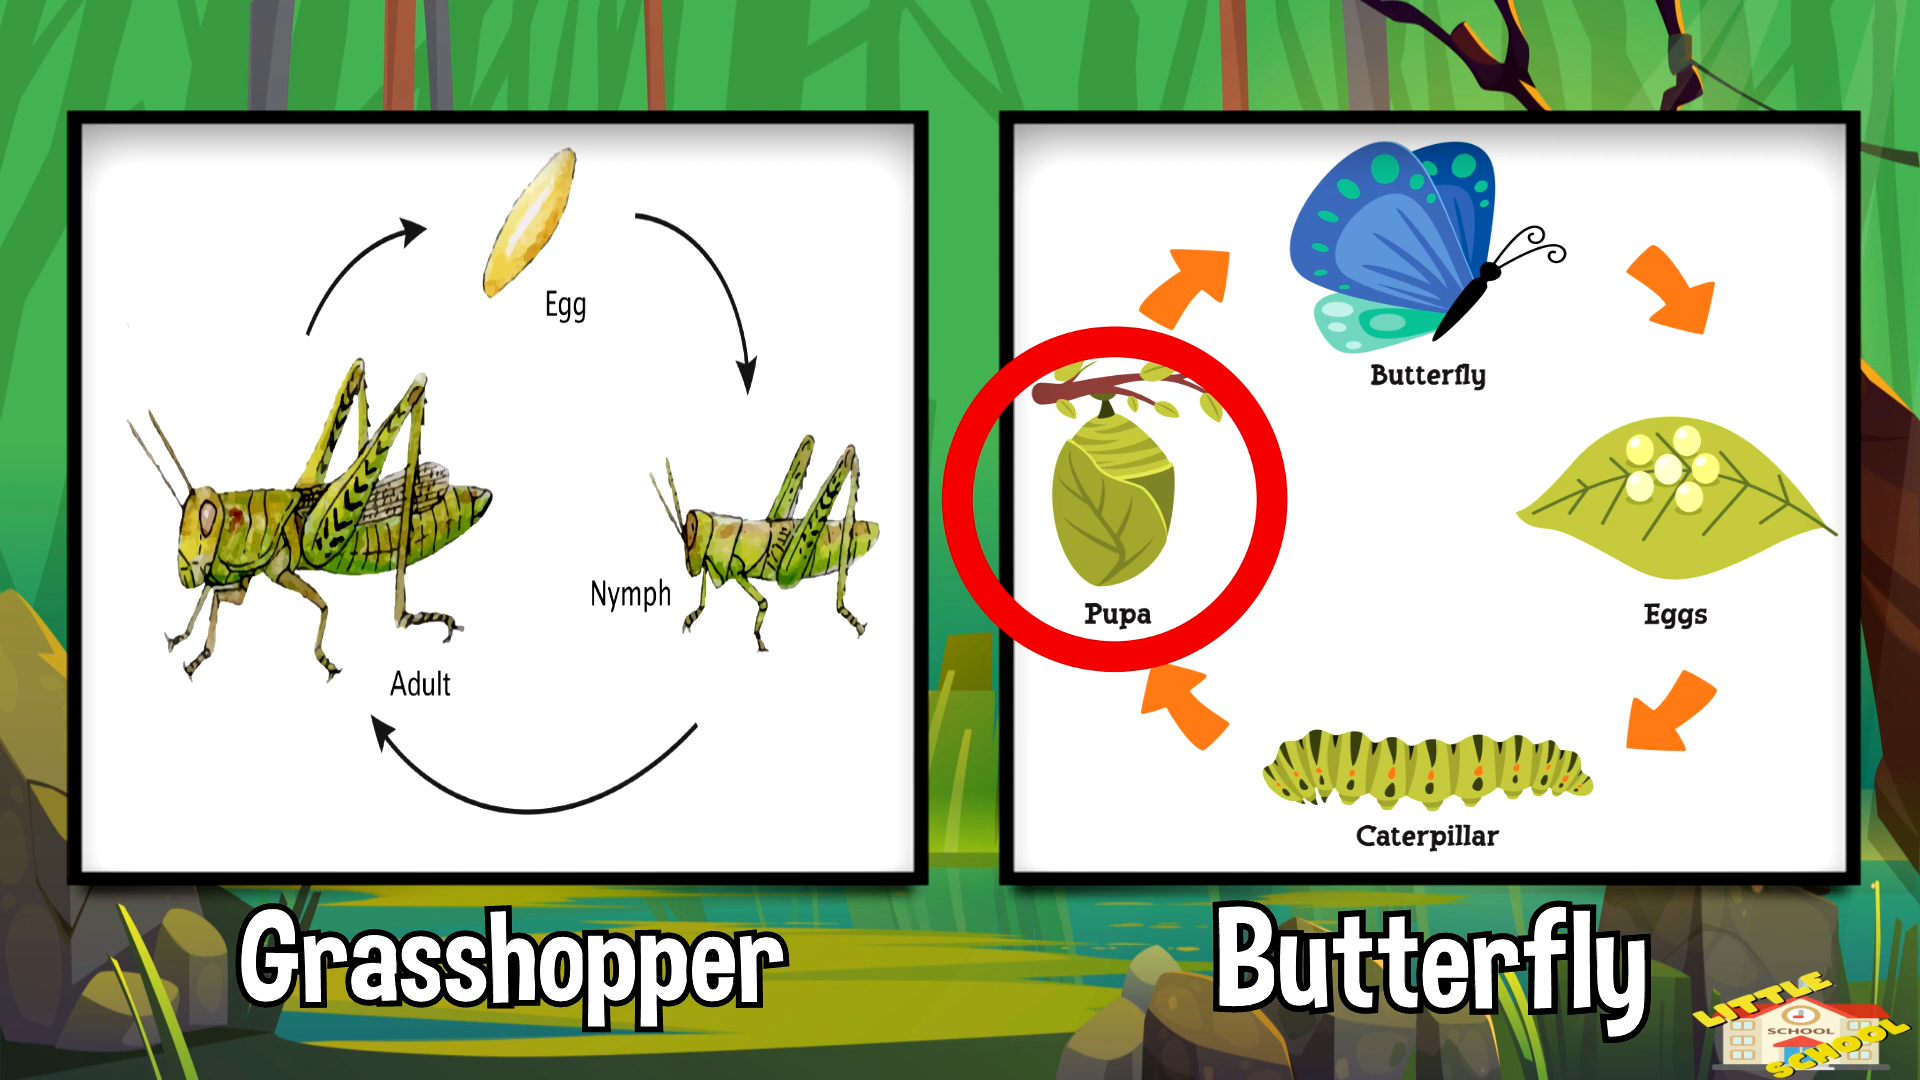 Egg
Nymph
Adult
Butterfly
Pupa
Eggs
Caterpillar
Grasshopper
Butterfly
LITTLE
SCHOOL
SCHOOL